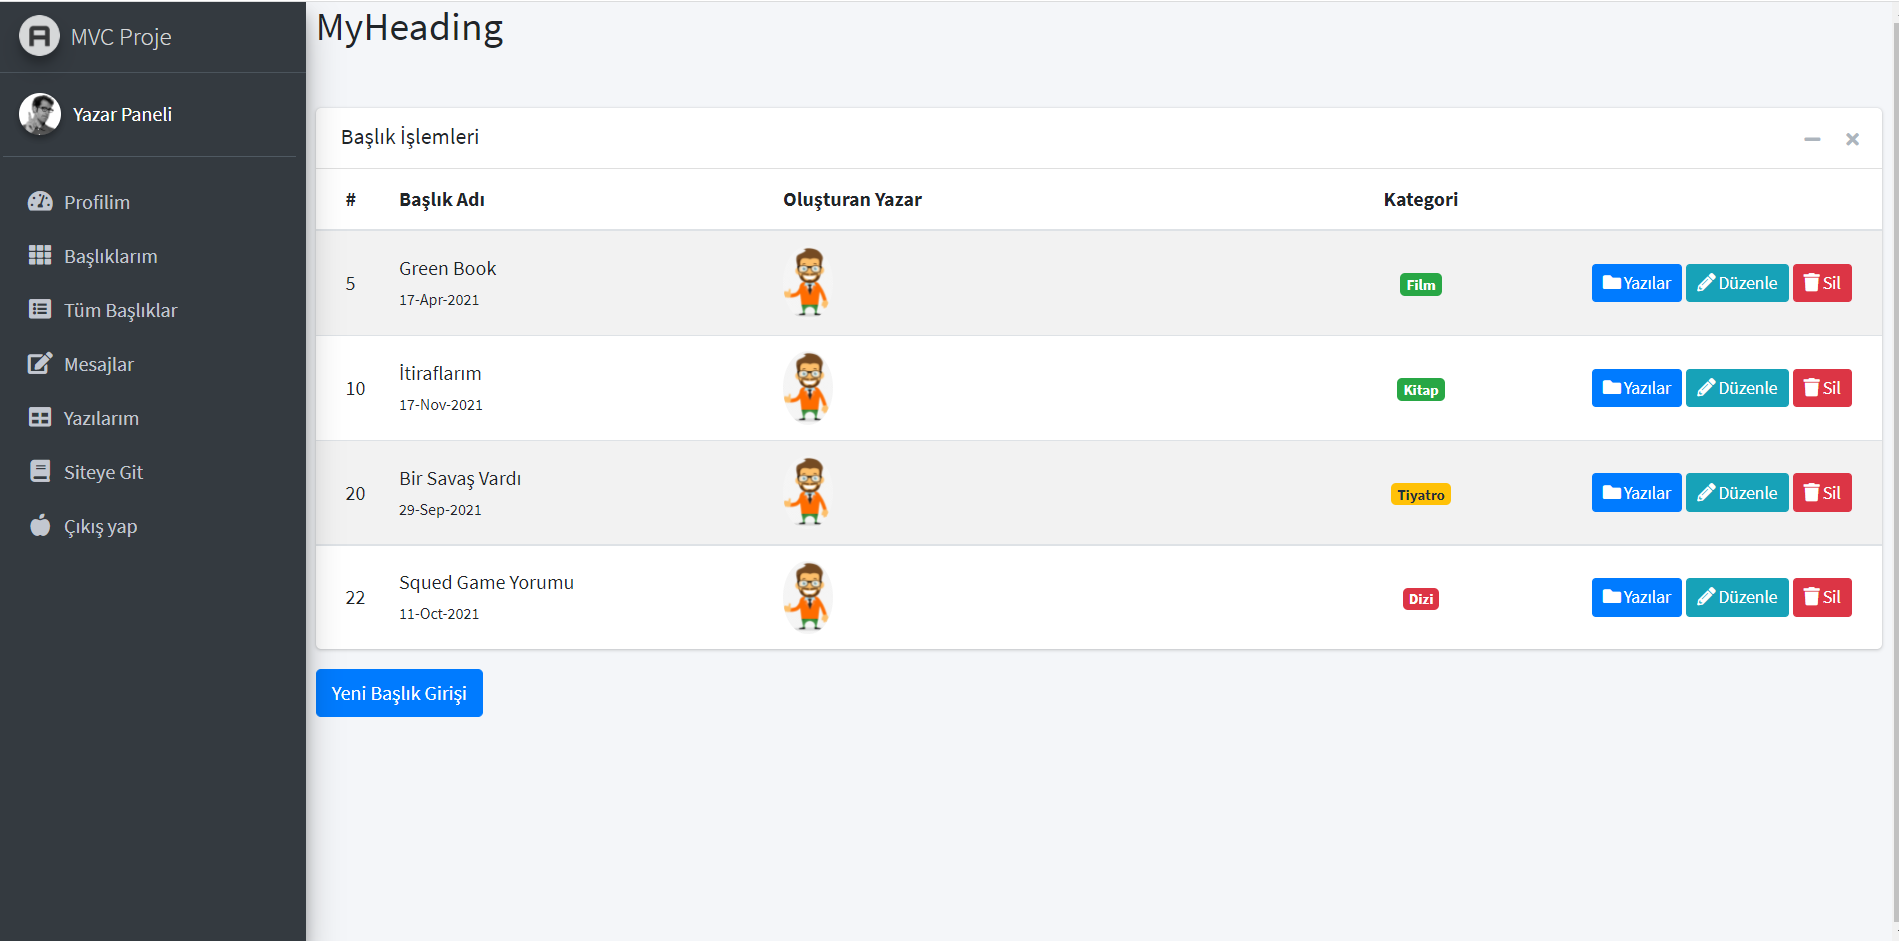 MVC Proje
Yazar Paneli
Profilim
Başlıklarım
Tüm Başlıklar
Mesajlar
Yazılarım
Siteye Git
Çıkış yap
MyHeading
Başlık İşlemleri
# Başlık Adı Oluşturan Yazar Kategori
5 Green Book Film Yazılar Düzenle Sil
17-Apr-2021
10 İtiraflarım Kitap Yazılar Düzenle Sil
17-Nov-2021
20 Bir Savaş Vardı Tiyatro Yazılar Düzenle Sil
29-Sep-2021
22 Squed Game Yorumu Dizi Yazılar Düzenle Sil
11-Oct-2021
Yeni Başlık Girişi